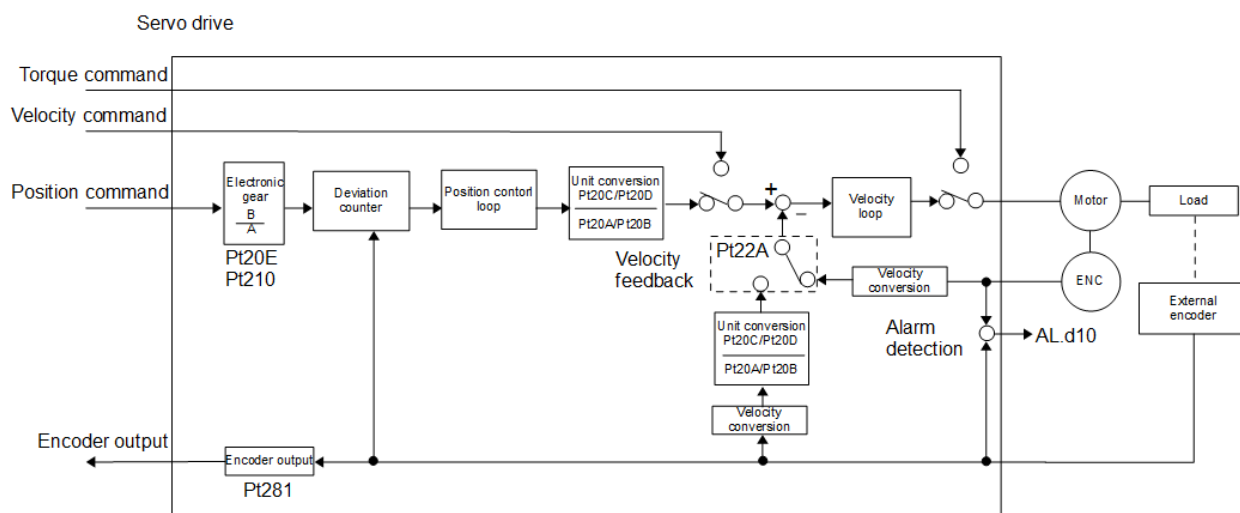 Servo drive
Torque command
Velocity command
Position command
Electronic
gear
B
A
Pt20E
Pt210
Deviation
counter
Position contorl
loop
Unit conversion
Pt20C/Pt20D
Pt20A/Pt20B
Velocity
feedback
+
−
Pt22A
Velocity
loop
Motor
Load
Velocity
conversion
ENC
External
encoder
Unit conversion
Pt20C/Pt20D
Pt20A/Pt20B
Alarm
detection
AL.d10
Velocity
conversion
Encoder output
Encoder output
Pt281